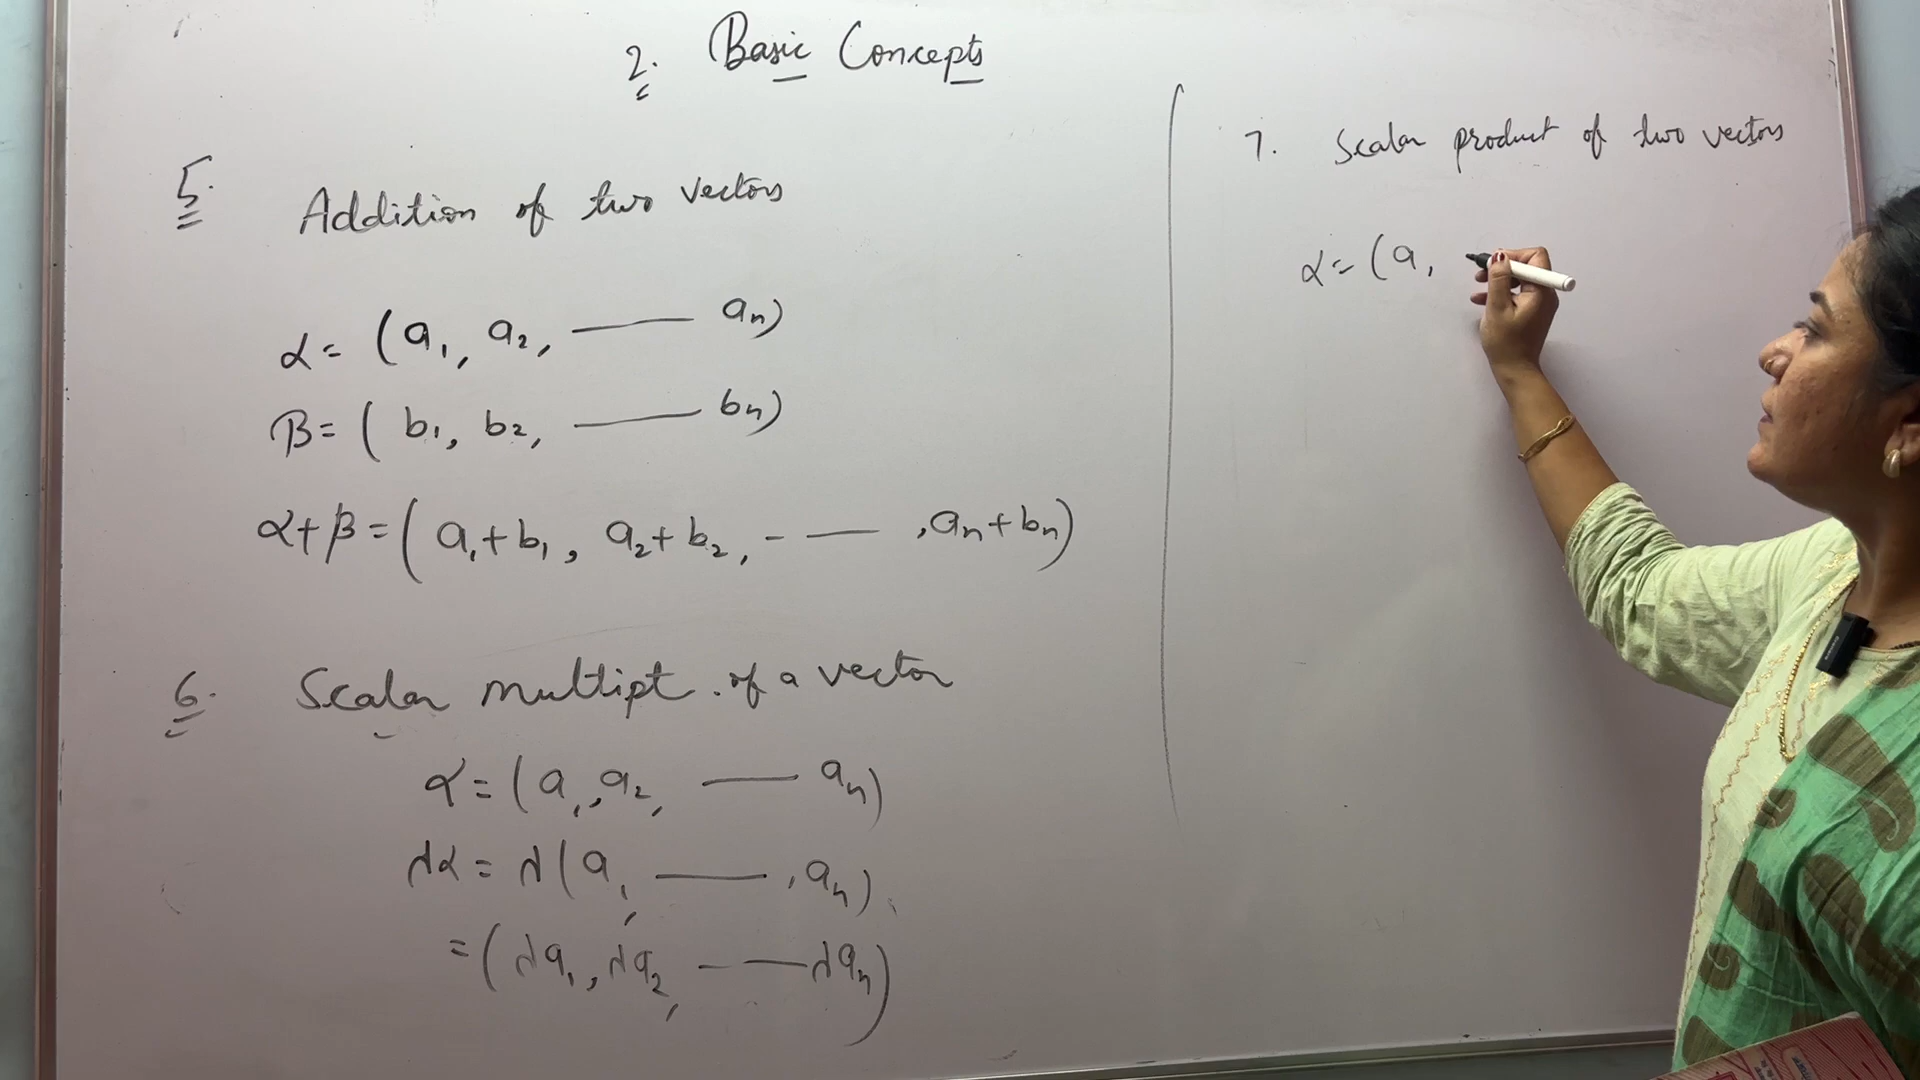 2. Basic Concepts
5. Addition of two vectors
α = (a₁, a₂, —— aₙ)
β = (b₁, b₂, —— bₙ)
α+β = (a₁+b₁, a₂+b₂, - —— , aₙ+bₙ)
6. Scalar multipt. of a vector
α = (a₁, a₂, —— aₙ)
λα = λ(a₁, —— , aₙ)
= (λa₁, λa₂, - —— λaₙ)
7. Scalar product of two vectors
α = (a,